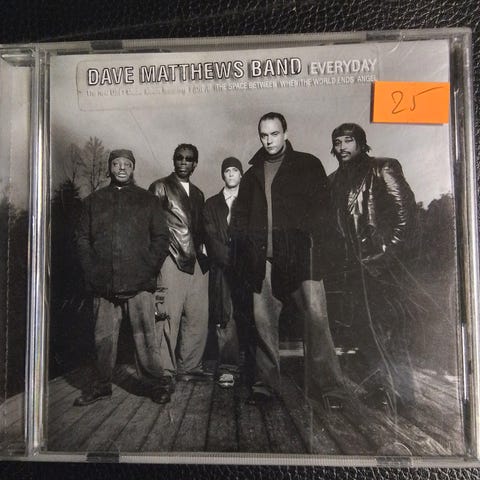 DAVE MATTHEWS BAND EVERYDAY
THE SPACE BETWEEN WHEN THE WORLD ENDS ANGEL
25